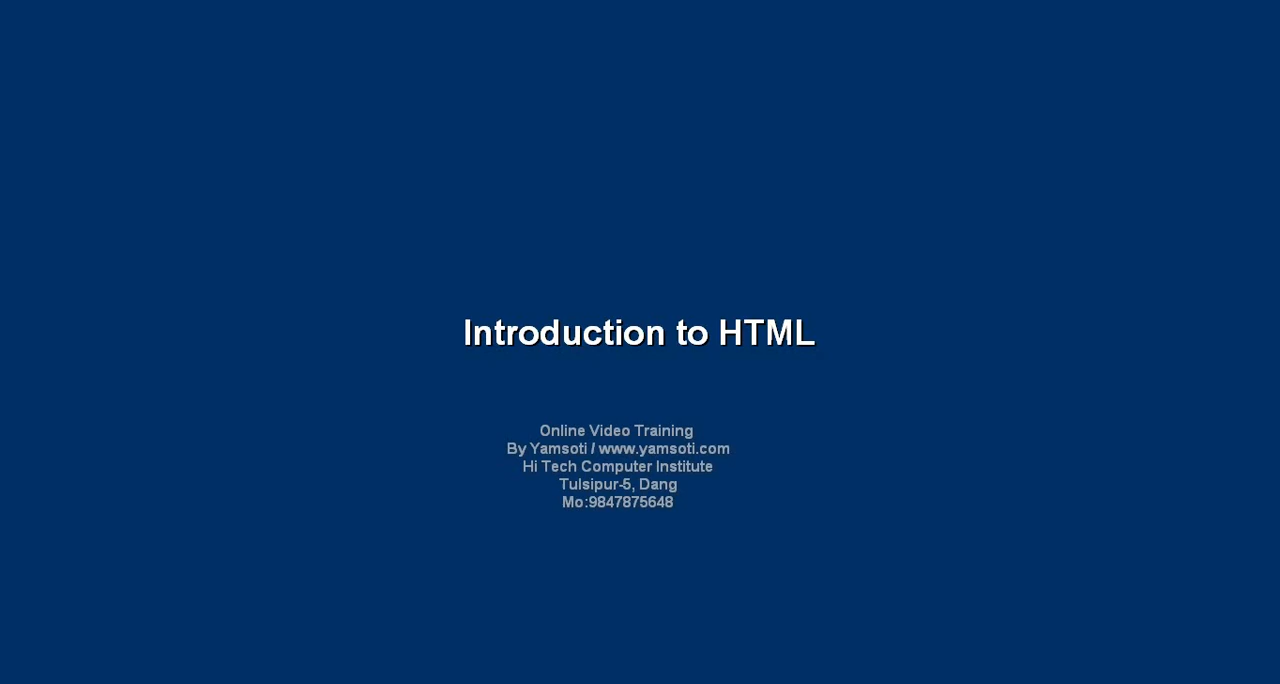 Introduction to HTML
Online Video Training
By Yamsoti / www.yamsoti.com
Hi Tech Computer Institute
Tulsipur-5, Dang
Mo:9847875648